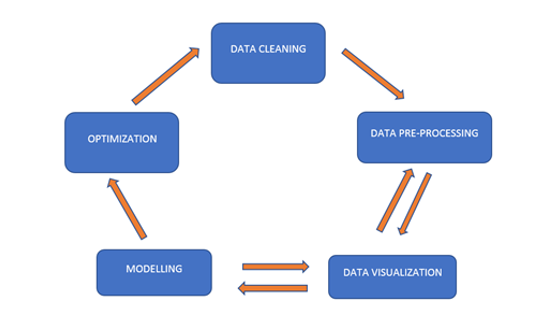 DATA CLEANING
OPTIMIZATION
DATA PRE-PROCESSING
MODELLING
DATA VISUALIZATION